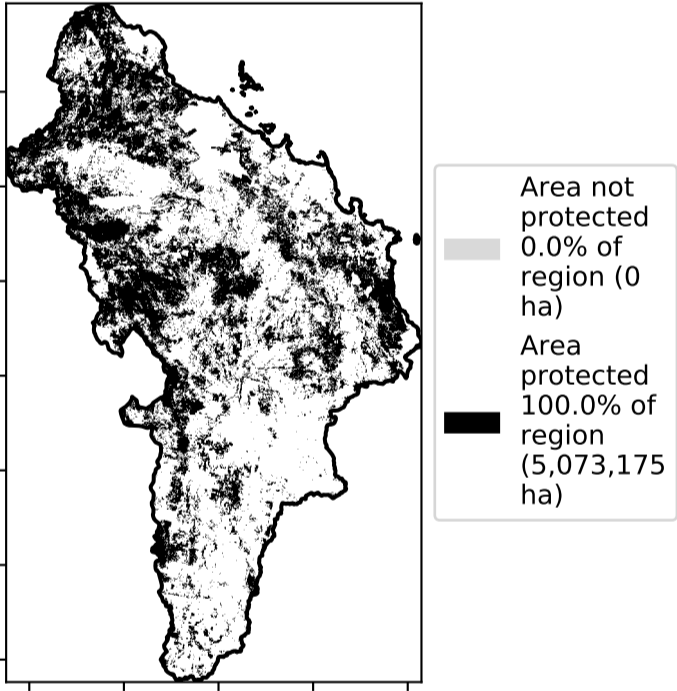 Area not
protected
0.0% of
region (0
ha)
Area
protected
100.0% of
region
(5,073,175
ha)